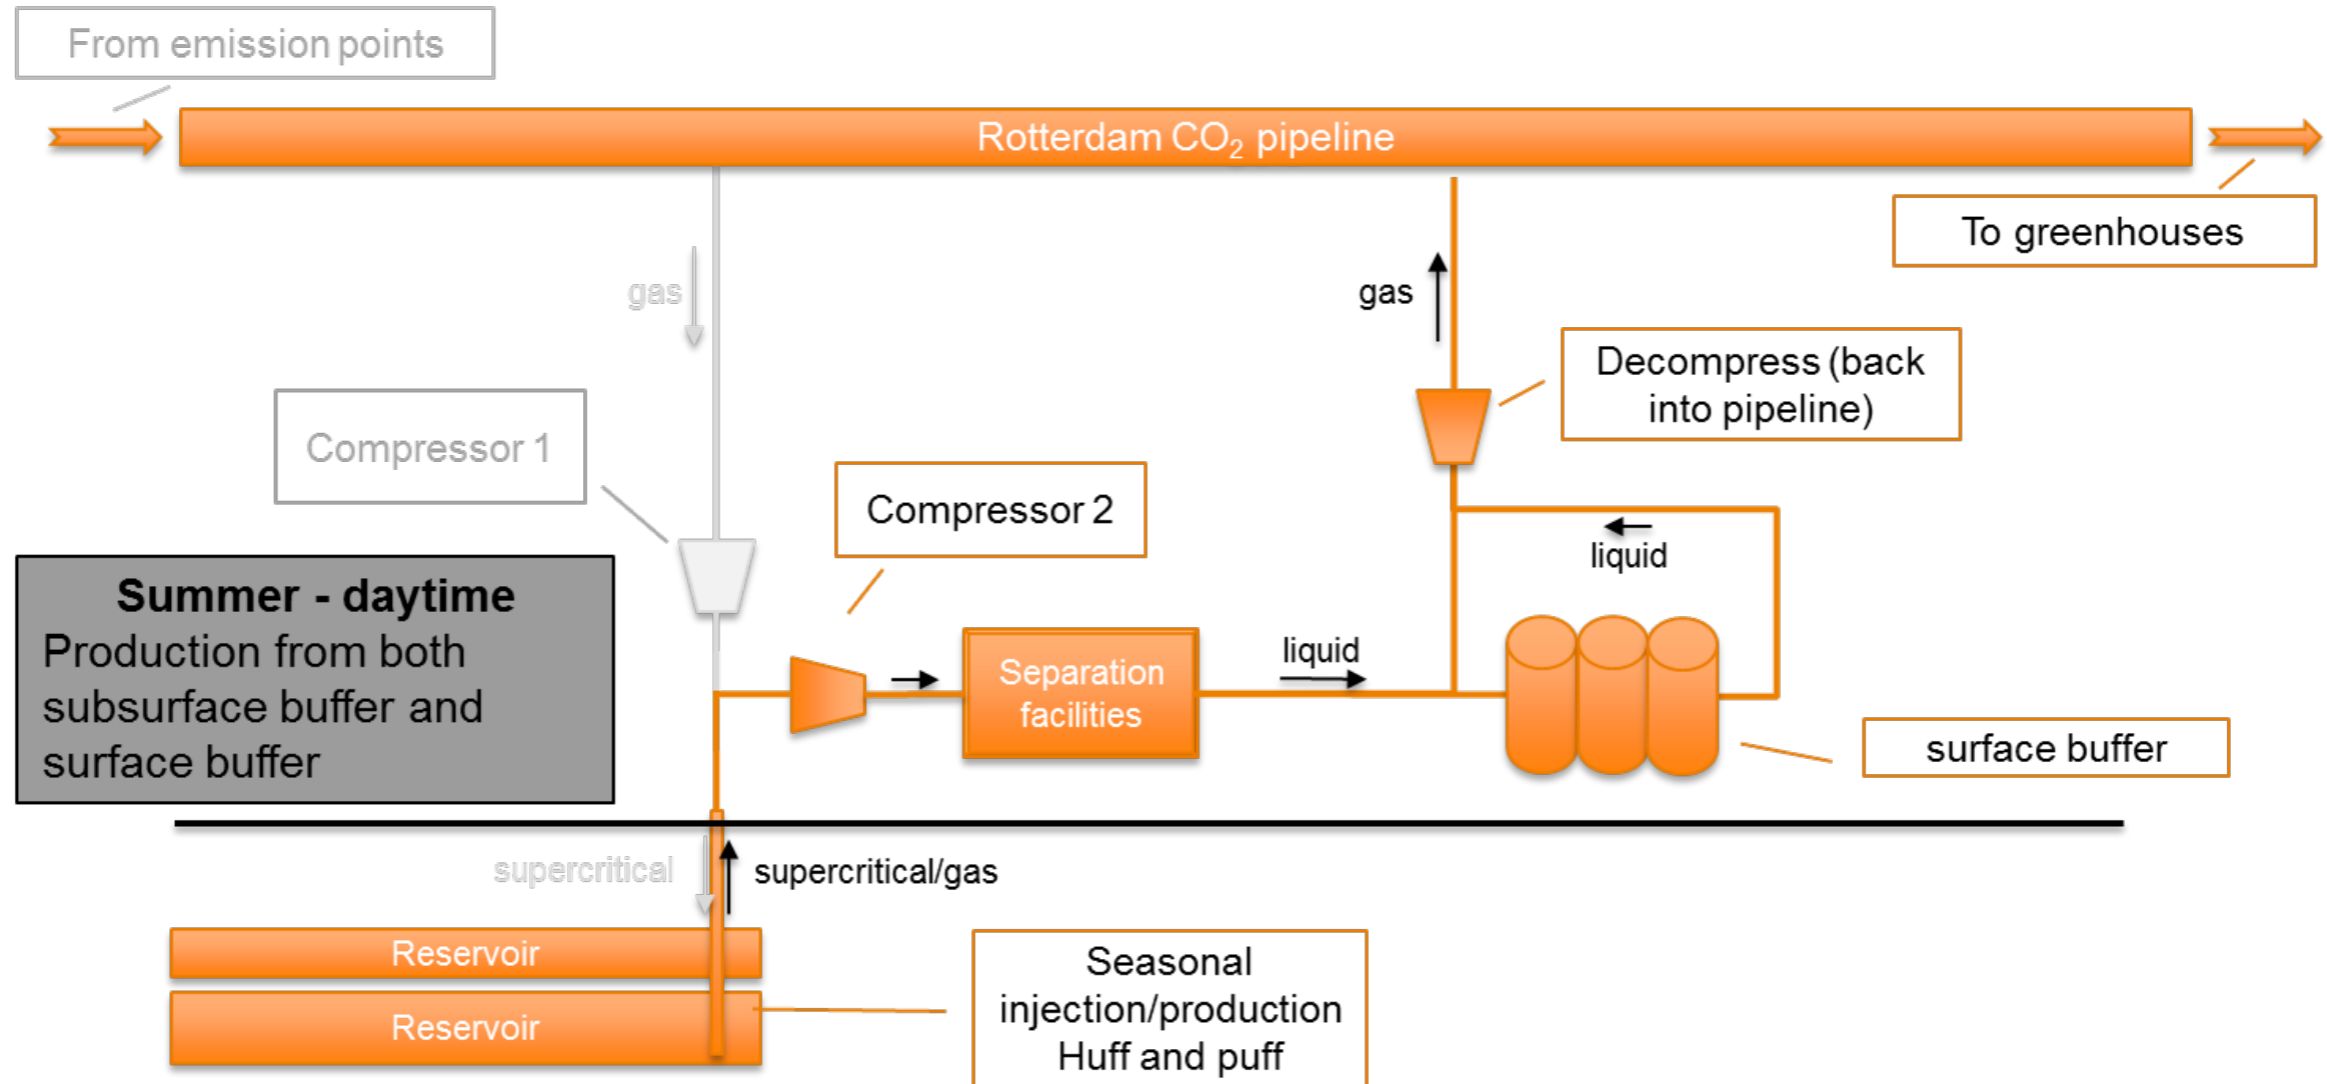 From emission points
Rotterdam CO₂ pipeline
To greenhouses
gas
gas
Decompress (back
into pipeline)
Compressor 1
Compressor 2
liquid
Summer - daytime
Production from both
subsurface buffer and
surface buffer
Separation
facilities
liquid
surface buffer
supercritical
supercritical/gas
Reservoir
Reservoir
Seasonal
injection/production
Huff and puff